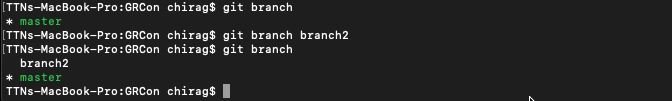 [TTNs-MacBook-Pro:GRCon chirag$ git branch
* master
[TTNs-MacBook-Pro:GRCon chirag$ git branch branch2
[TTNs-MacBook-Pro:GRCon chirag$ git branch
  branch2
* master
TTNs-MacBook-Pro:GRCon chirag$